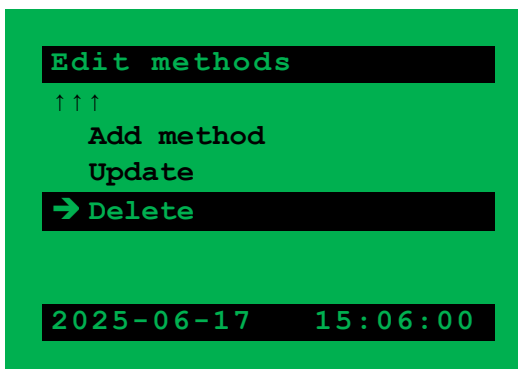 Edit methods
↑↑↑
Add method
Update
➔ Delete
2025-06-17 15:06:00